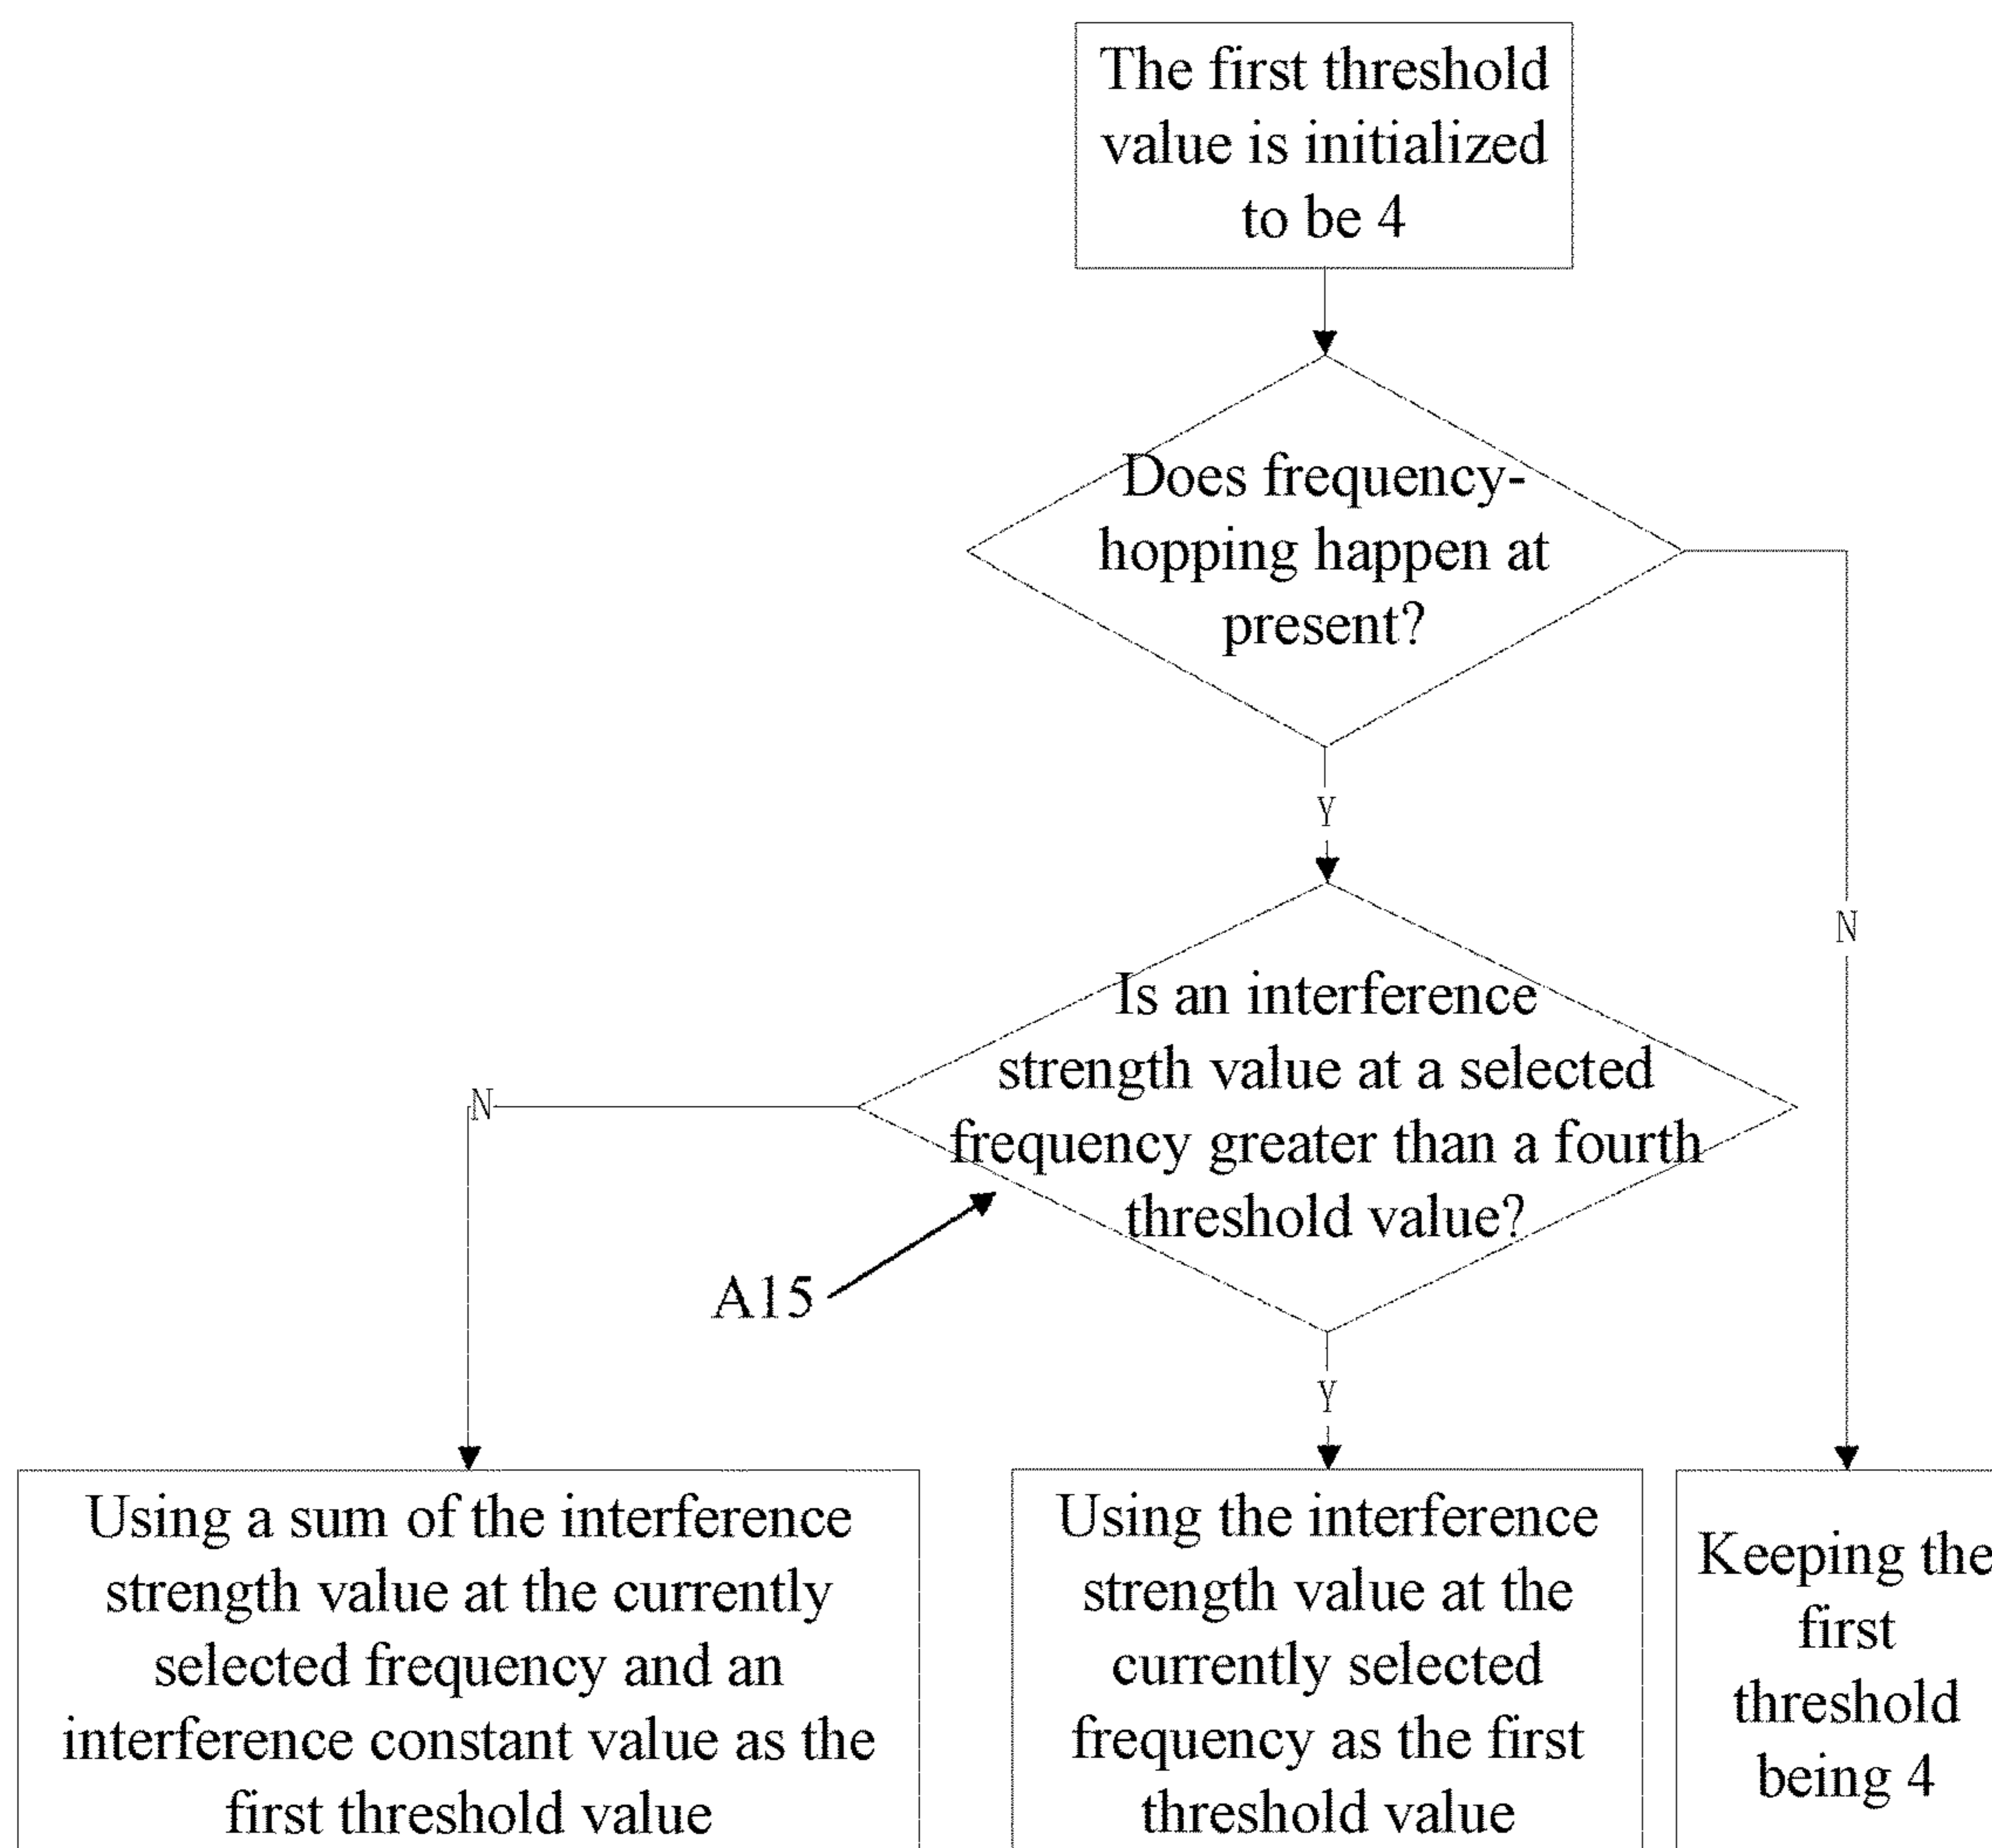 The first threshold
value is initialized
to be 4
Does frequency-
hopping happen at
present?
Y
N
Is an interference
strength value at a selected
frequency greater than a fourth
threshold value?
N
A15
Y
Using a sum of the interference
strength value at the currently
selected frequency and an
interference constant value as the
first threshold value
Using the interference
strength value at the
currently selected
frequency as the first
threshold value
Keeping the
first
threshold
being 4